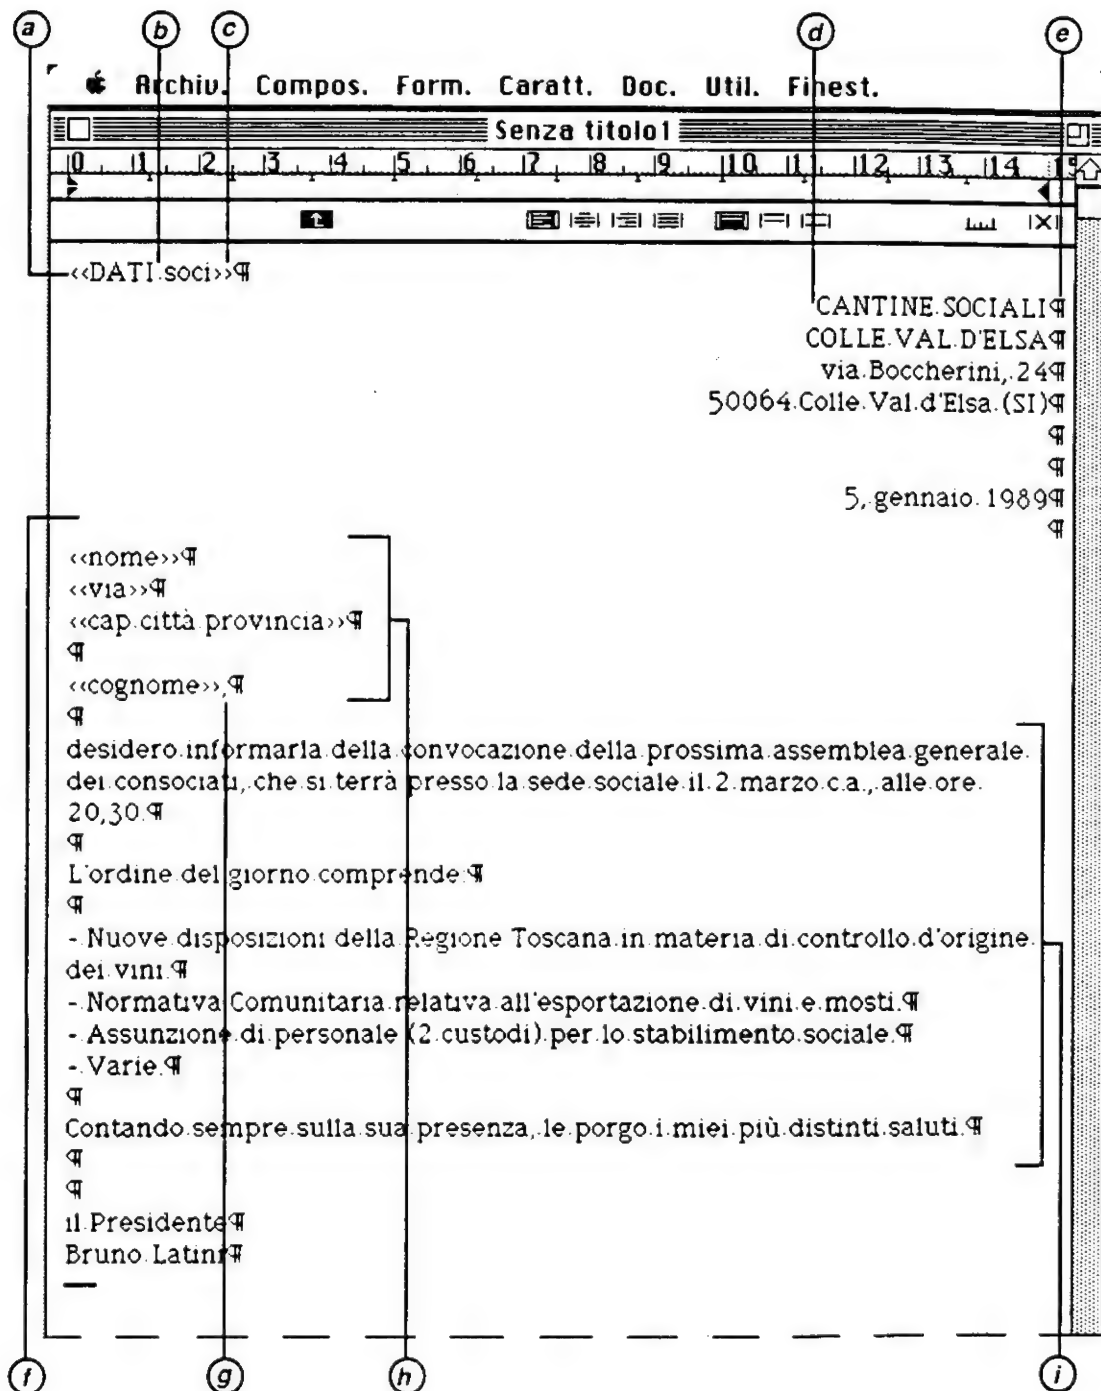 a b c d e
Archiv. Compos. Form. Caratt. Doc. Util. Finest.
Senza titolo1
0 1 2 3 4 5 6 7 8 9 10 11 12 13 14 15
«DATI soci»¶
CANTINE SOCIALI¶
COLLE VAL D'ELSA¶
via Boccherini, 24¶
50064 Colle Val d'Elsa (SI)¶
¶
¶
5, gennaio 1989¶
¶
«nome»¶
«via»¶
«cap città provincia»¶
¶
«cognome»,¶
¶
desidero informarla della convocazione della prossima assemblea generale
dei consociati, che si terrà presso la sede sociale il 2 marzo c.a., alle ore
20,30.¶
¶
L'ordine del giorno comprende:¶
¶
- Nuove disposizioni della Regione Toscana in materia di controllo d'origine
dei vini.¶
- Normativa Comunitaria relativa all'esportazione di vini e mosti.¶
- Assunzione di personale (2 custodi) per lo stabilimento sociale.¶
- Varie.¶
¶
Contando sempre sulla sua presenza, le porgo i miei più distinti saluti.¶
¶
¶
il Presidente¶
Bruno Latini¶
f g h i